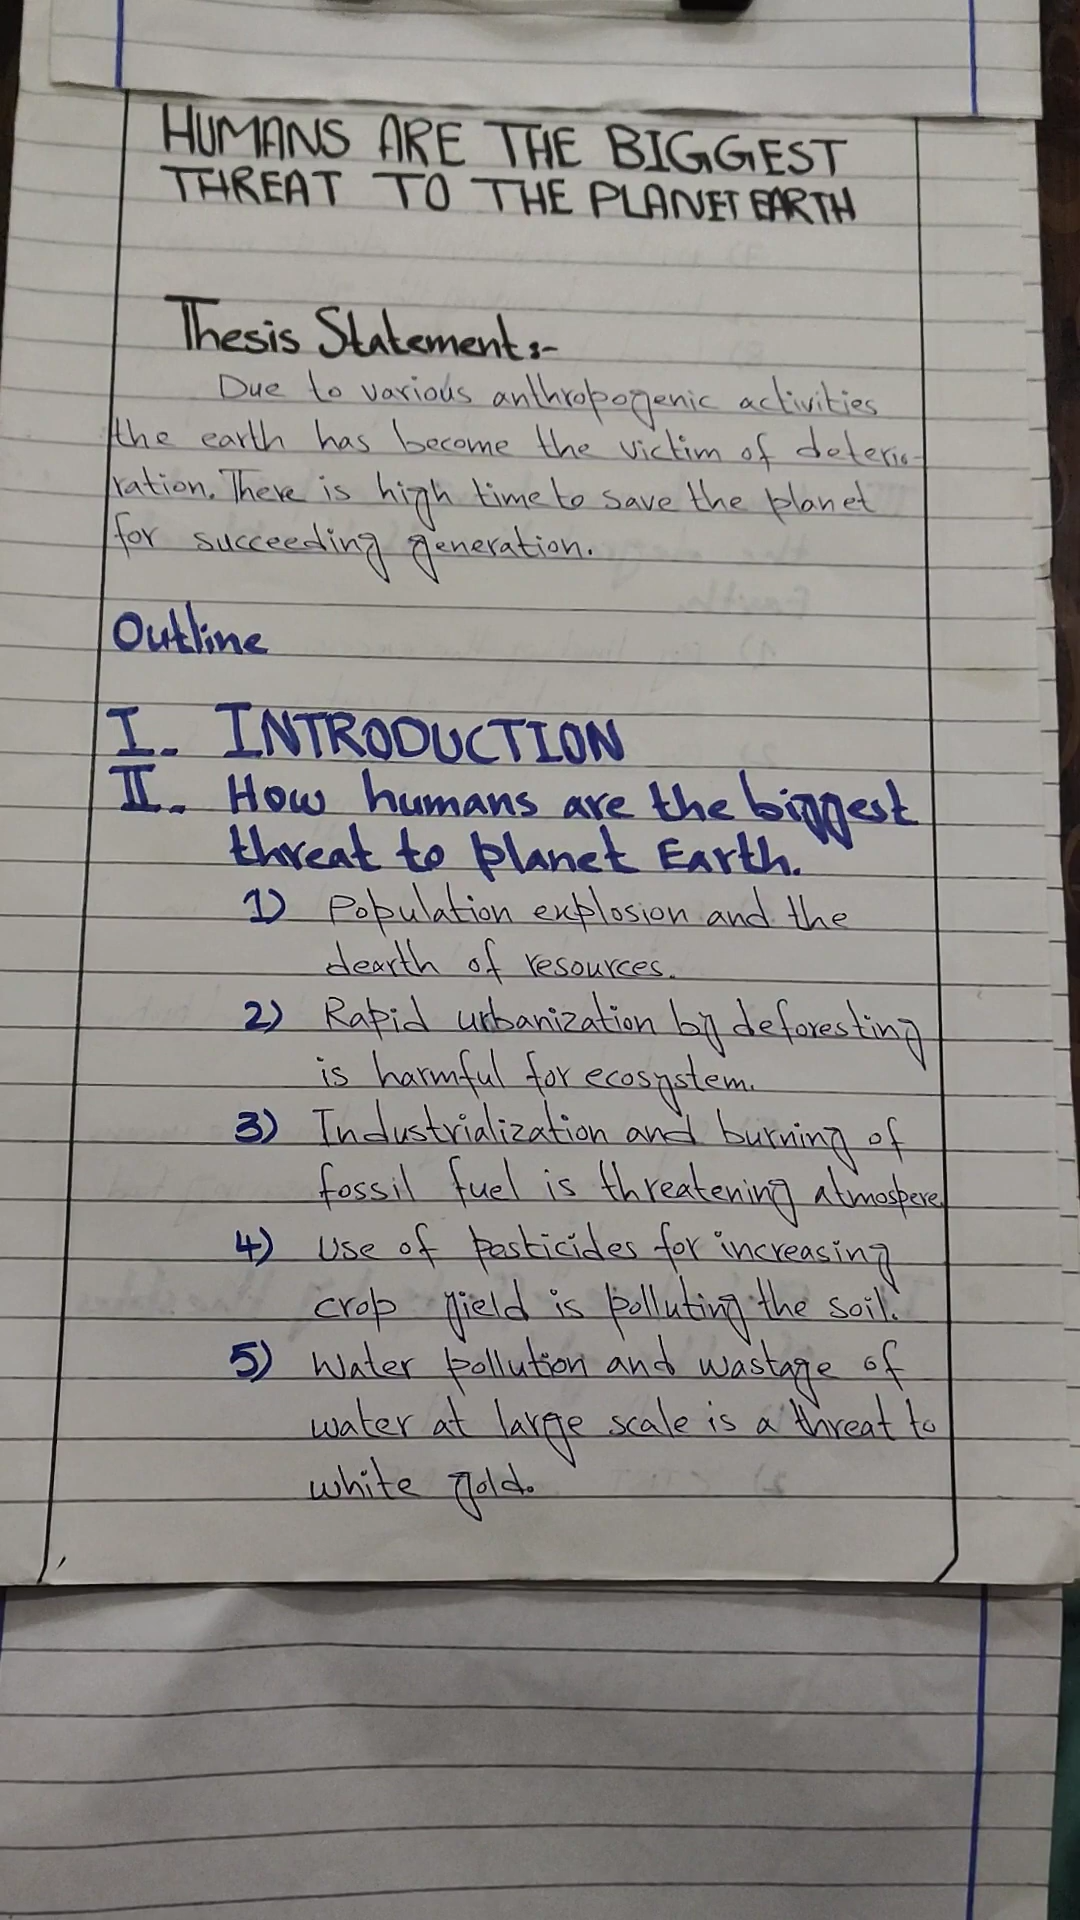 HUMANS ARE THE BIGGEST
THREAT TO THE PLANET EARTH
Thesis Statement:-
Due to various anthropogenic activities
the earth has become the victim of deterio-
ration. There is high time to save the planet
for succeeding generation.
Outline
I. INTRODUCTION
II. How humans are the biggest
threat to planet Earth.
1) Population explosion and the
dearth of resources.
2) Rapid urbanization by deforesting
is harmful for ecosystem.
3) Industrialization and burning of
fossil fuel is threatening atmospere
4) Use of pesticides for increasing
crop yield is polluting the soil.
5) Water pollution and wastage of
water at large scale is a threat to
white gold.